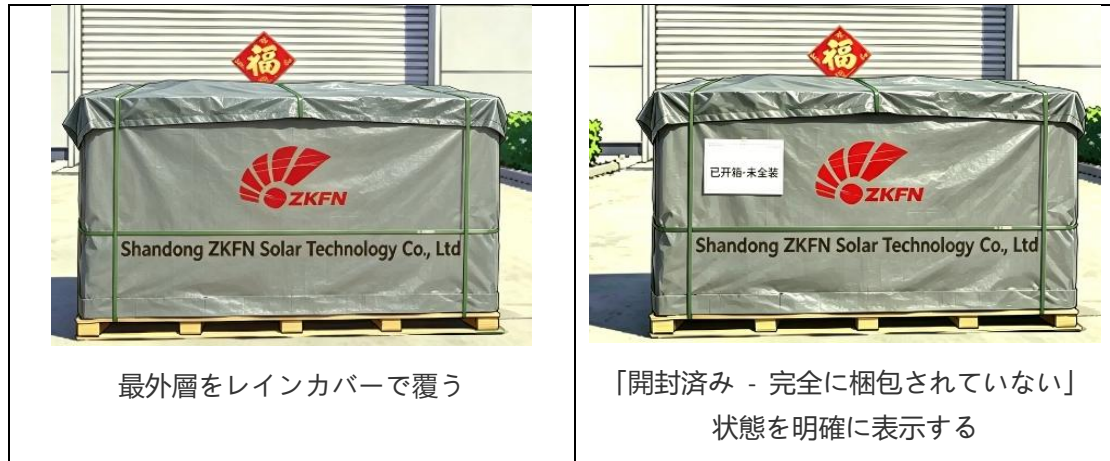 福
ZKFN
Shandong ZKFN Solar Technology Co., Ltd
最外層をレインカバーで覆う
福
已开箱-未全装
ZKFN
Shandong ZKFN Solar Technology Co., Ltd
「開封済み - 完全に梱包されていない」
状態を明確に表示する